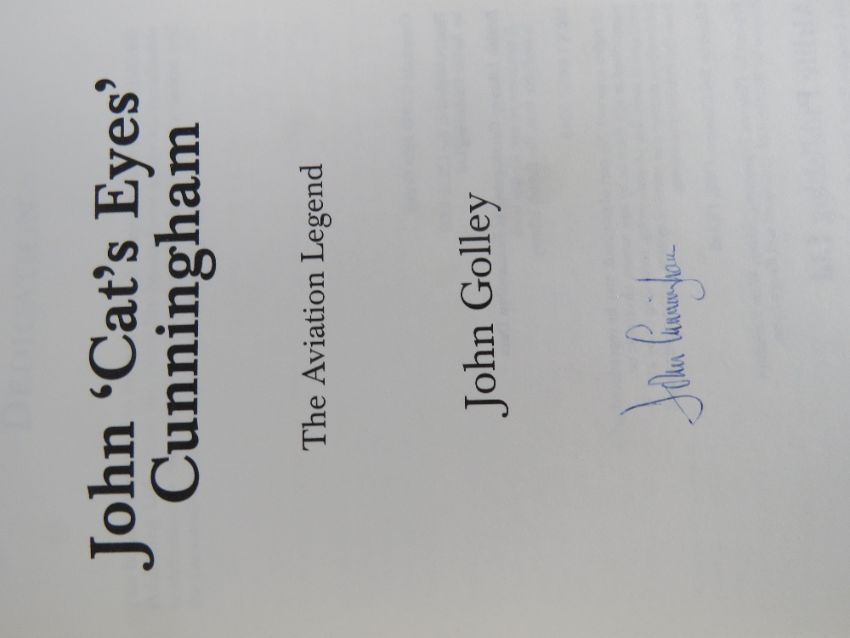 John ‘Cat’s Eyes’
Cunningham
The Aviation Legend
John Golley
John Cunningham